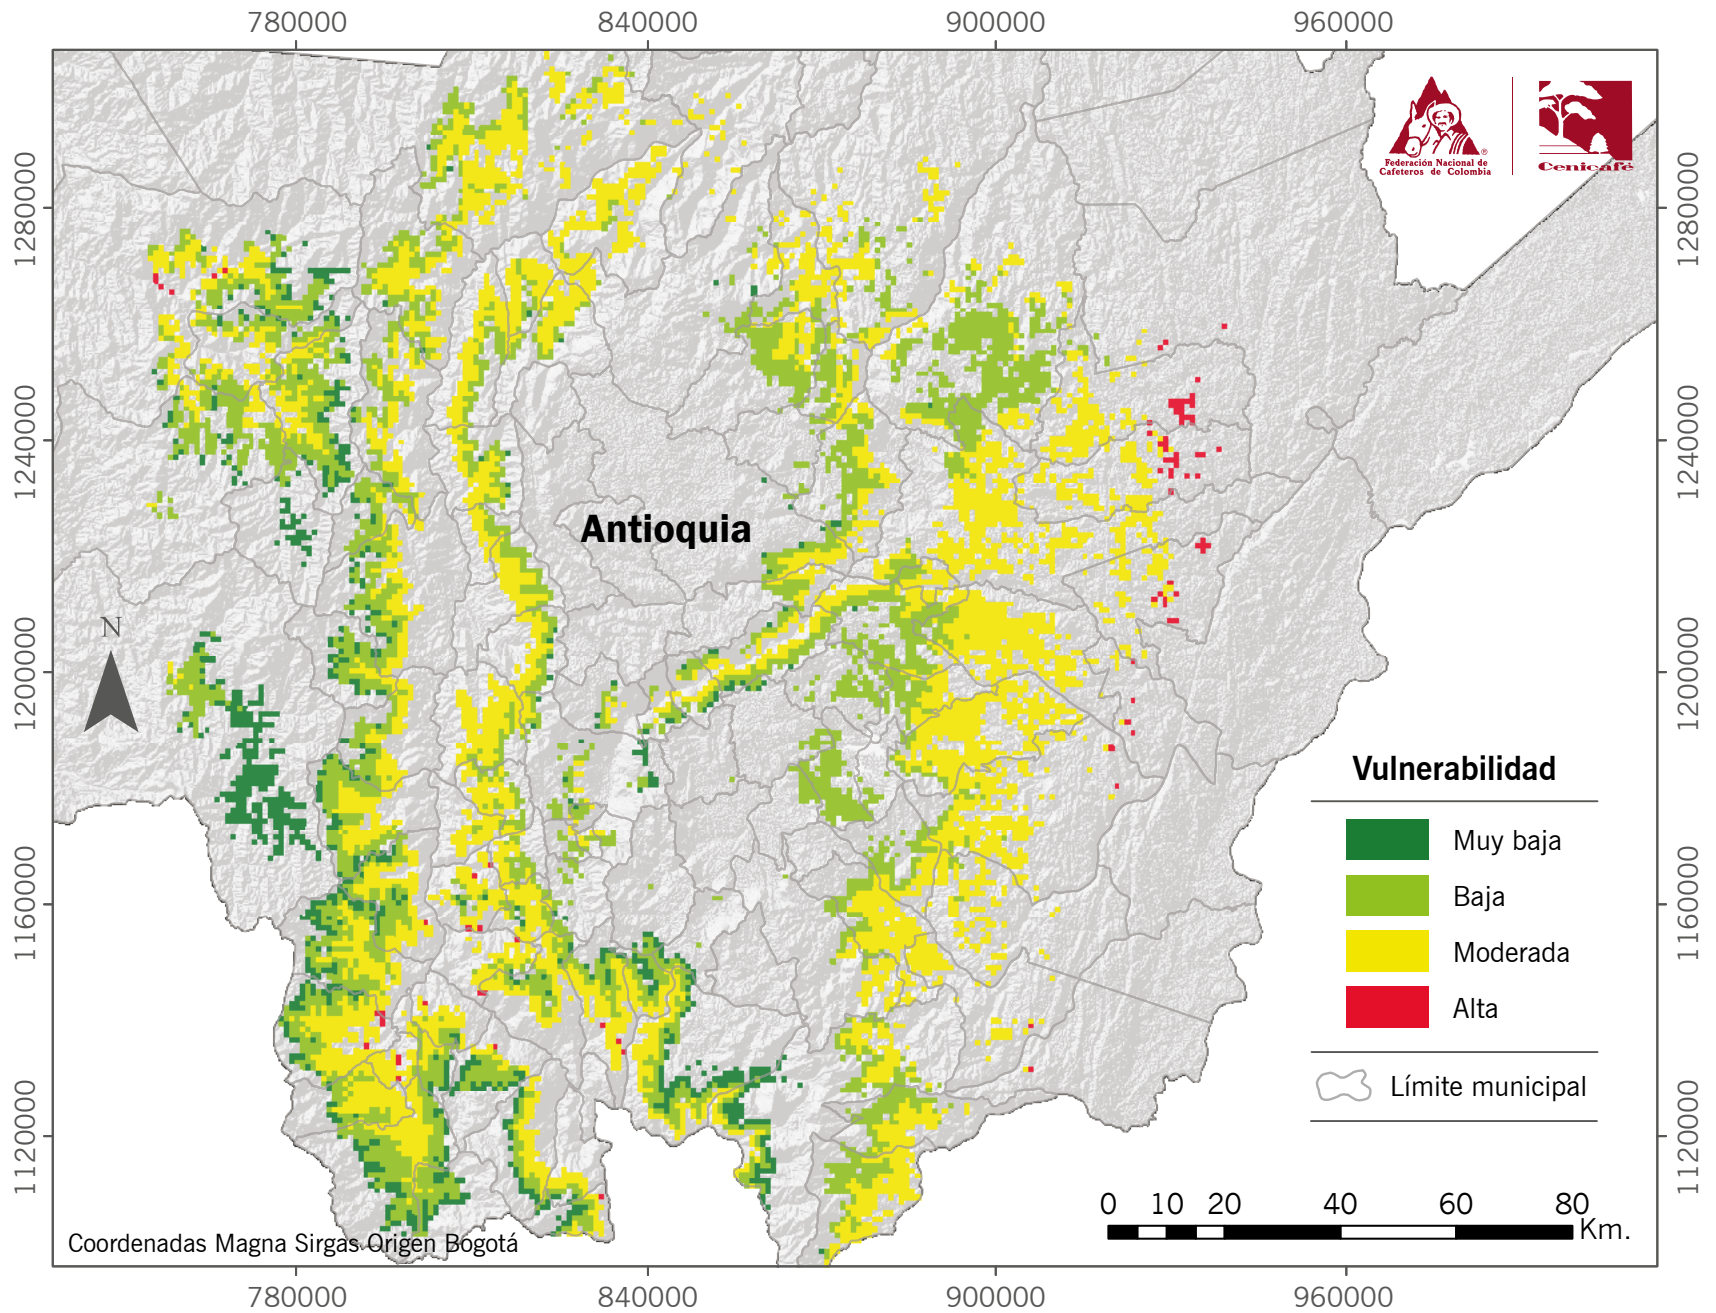 780000
840000
900000
960000
1280000
1240000
1200000
1160000
1120000
1280000
1240000
1200000
1160000
1120000
Federación Nacional de
Cafeteros de Colombia
®
Cenicafé
Antioquia
N
Vulnerabilidad
Muy baja
Baja
Moderada
Alta
Límite municipal
0 10 20 40 60 80
Km.
Coordenadas Magna Sirgas Origen Bogotá
780000
840000
900000
960000